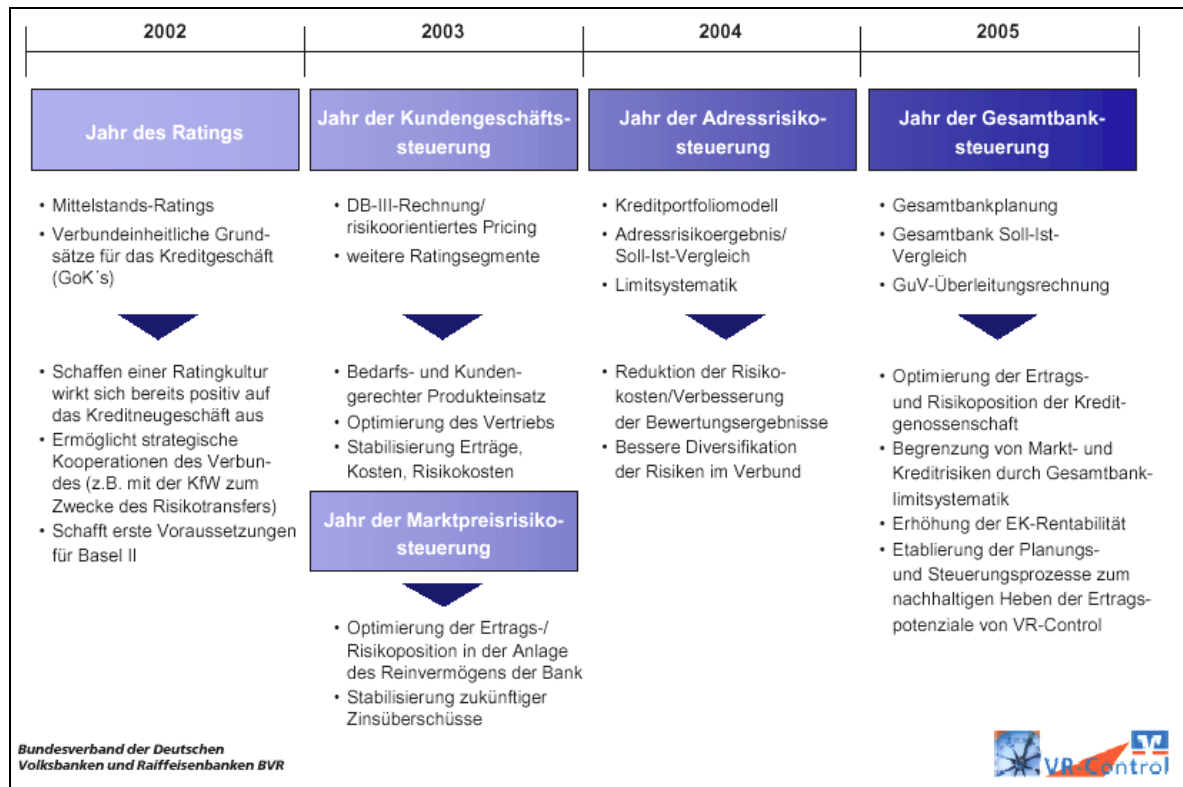 2002
2003
2004
2005
Jahr des Ratings
• Mittelstands-Ratings
• Verbundeinheitliche Grund-
sätze für das Kreditgeschäft
(GoK´s)
• Schaffen einer Ratingkultur
wirkt sich bereits positiv auf
das Kreditneugeschäft aus
• Ermöglicht strategische
Kooperationen des Verbun-
des (z.B. mit der KfW zum
Zwecke des Risikotransfers)
• Schafft erste Voraussetzungen
für Basel II
Jahr der Kundengeschäfts-
steuerung
• DB-III-Rechnung/
risikoorientiertes Pricing
• weitere Ratingsegmente
• Bedarfs- und Kunden-
gerechter Produkteinsatz
• Optimierung des Vertriebs
• Stabilisierung Erträge,
Kosten, Risikokosten
Jahr der Marktpreisrisiko-
steuerung
• Optimierung der Ertrags-/
Risikoposition in der Anlage
des Reinvermögens der Bank
• Stabilisierung zukünftiger
Zinsüberschüsse
Jahr der Adressrisiko-
steuerung
• Kreditportfoliomodell
• Adressrisikoergebnis/
Soll-Ist-Vergleich
• Limitsystematik
• Reduktion der Risiko-
kosten/Verbesserung
der Bewertungsergebnisse
• Bessere Diversifikation
der Risiken im Verbund
Jahr der Gesamtbank-
steuerung
• Gesamtbankplanung
• Gesamtbank Soll-Ist-
Vergleich
• GuV-Überleitungsrechnung
• Optimierung der Ertrags-
und Risikoposition der Kredit-
genossenschaft
• Begrenzung von Markt- und
Kreditrisiken durch Gesamtbank-
limitsystematik
• Erhöhung der EK-Rentabilität
• Etablierung der Planungs-
und Steuerungsprozesse zum
nachhaltigen Heben der Ertrags-
potenziale von VR-Control
Bundesverband der Deutschen
Volksbanken und Raiffeisenbanken BVR
VR-Control